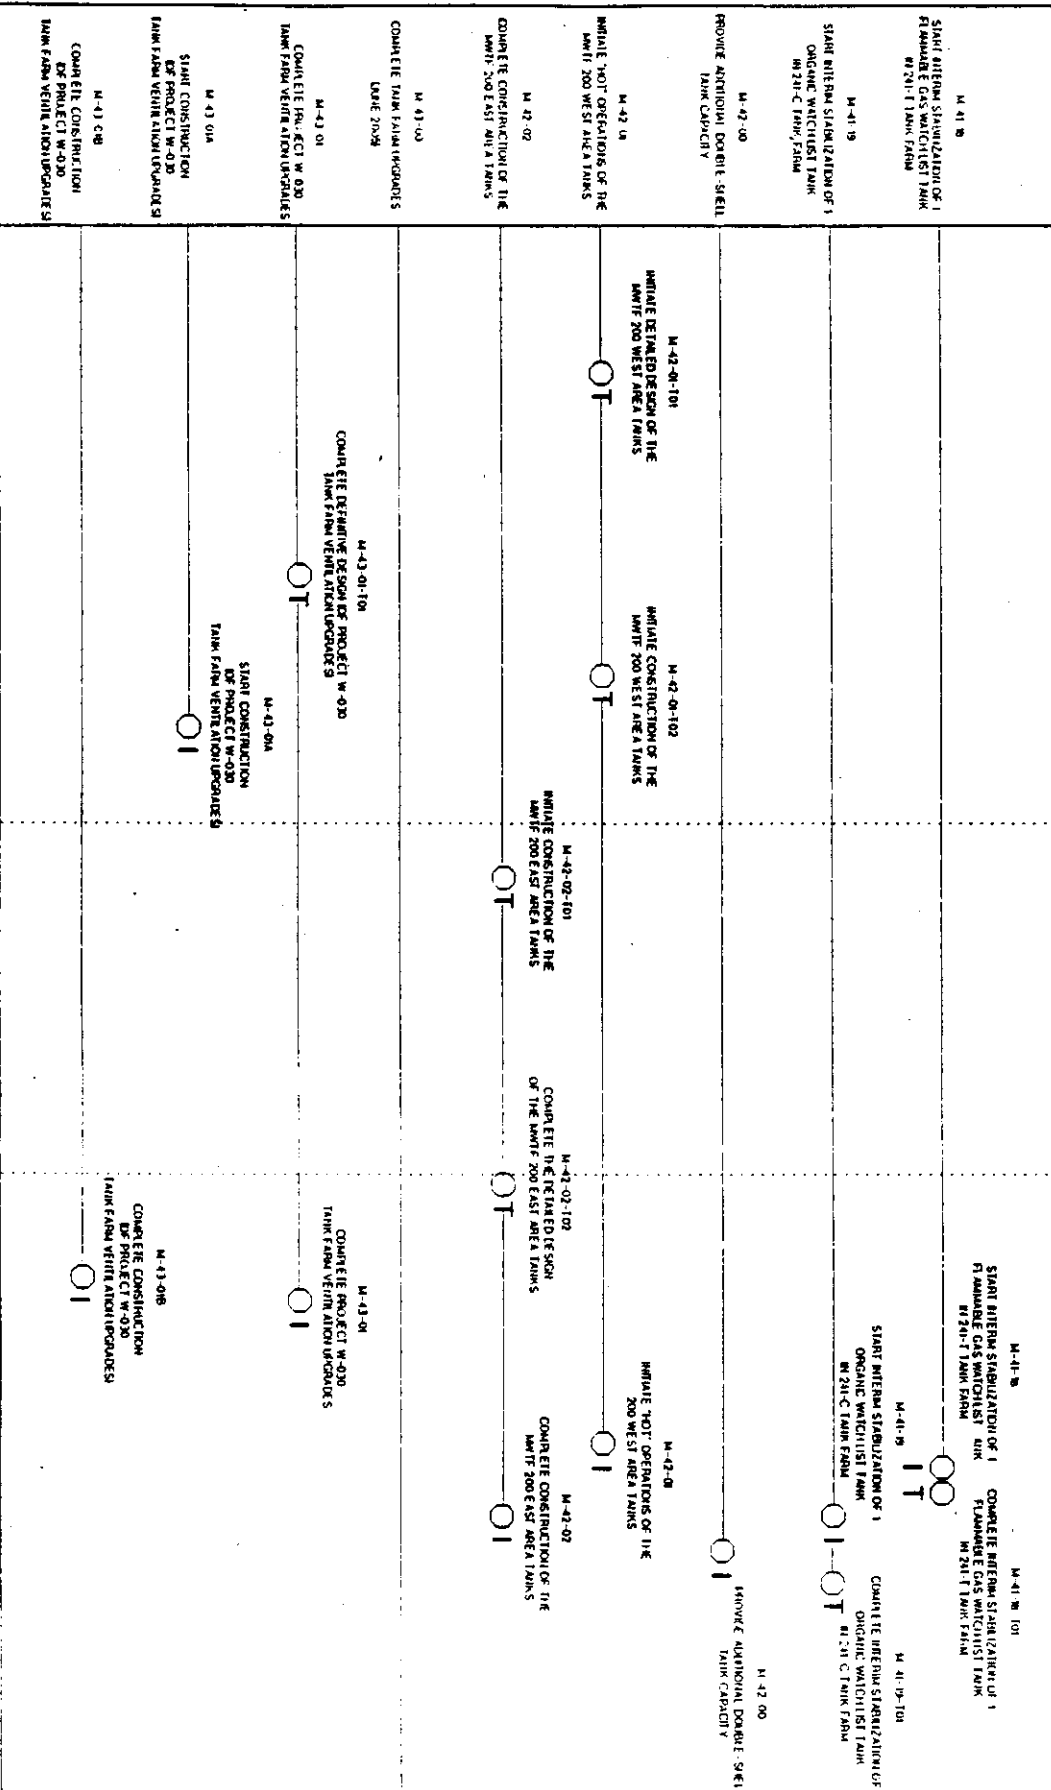 M-41-18
START INTERIM STABILIZATION OF 1
FLAMMABLE GAS WATCH LIST TANK
IN 241-T TANK FARM
M-41-18
START INTERIM STABILIZATION OF 1
FLAMMABLE GAS WATCHLIST ANK
IN 241-T TANK FARM
I
M-41-18 T01
COMPLETE INTERIM STABILIZATION OF 1
FLAMMABLE GAS WATCH LIST TANK
IN 241-T TANK FARM
T
M-41-19
START INTERIM STABILIZATION OF 1
ORGANIC WATCH LIST TANK
IN 241-C TANK FARM
M-41-19
START INTERIM STABILIZATION OF 1
ORGANIC WATCH LIST TANK
IN 241-C TANK FARM
I
M-41-19-T01
COMPLETE INTERIM STABILIZATION OF
ORGANIC WATCH LIST TANK
IN 241 C TANK FARM
T
M-42-00
PROVIDE ADDITIONAL DOUBLE-SHELL
TANK CAPACITY
M-42 00
PROVIDE ADDITIONAL DOUBLE-SHEL
TANK CAPACITY
I
M-42 01
INITIATE "HOT" OPERATIONS OF THE
MWTF 200 WEST AREA TANKS
M-42-01-T01
INITIATE DETAILED DESIGN OF THE
MWTF 200 WEST AREA TANKS
T
M-42-01-T02
INITIATE CONSTRUCTION OF THE
MWTF 200 WEST AREA TANKS
T
M-42-01
INITIATE "HOT" OPERATIONS OF THE
200 WEST AREA TANKS
I
M 42-02
COMPLETE CONSTRUCTION OF THE
MWTF 200 EAST AREA TANKS
M-42-02-T01
INITIATE CONSTRUCTION OF THE
MWTF 200 EAST AREA TANKS
T
M-42-02-T02
COMPLETE THE DETAILED DESIGN
OF THE MWTF 200 EAST AREA TANKS
T
M-42-02
COMPLETE CONSTRUCTION OF THE
MWTF 200 EAST AREA TANKS
I
M 43-00
COMPLETE TANK FARM UPGRADES
M-43 01
COMPLETE PROJECT W 030
TANK FARM VENTILATION UPGRADES
M-43-01-T01
COMPLETE DEFINITIVE DESIGN (OF PROJECT W-030
TANK FARM VENTILATION UPGRADES)
T
M-43-01
COMPLETE PROJECT W-030
TANK FARM VENTILATION UPGRADES
I
M-43 01A
START CONSTRUCTION
(OF PROJECT W-030
TANK FARM VENTILATION UPGRADES)
M-43-01A
START CONSTRUCTION
(OF PROJECT W-030
TANK FARM VENTILATION UPGRADES)
I
M-43 01B
COMPLETE CONSTRUCTION
(OF PROJECT W-030
TANK FARM VENTILATION UPGRADES)
M-43-01B
COMPLETE CONSTRUCTION
(OF PROJECT W-030
TANK FARM VENTILATION UPGRADES)
I